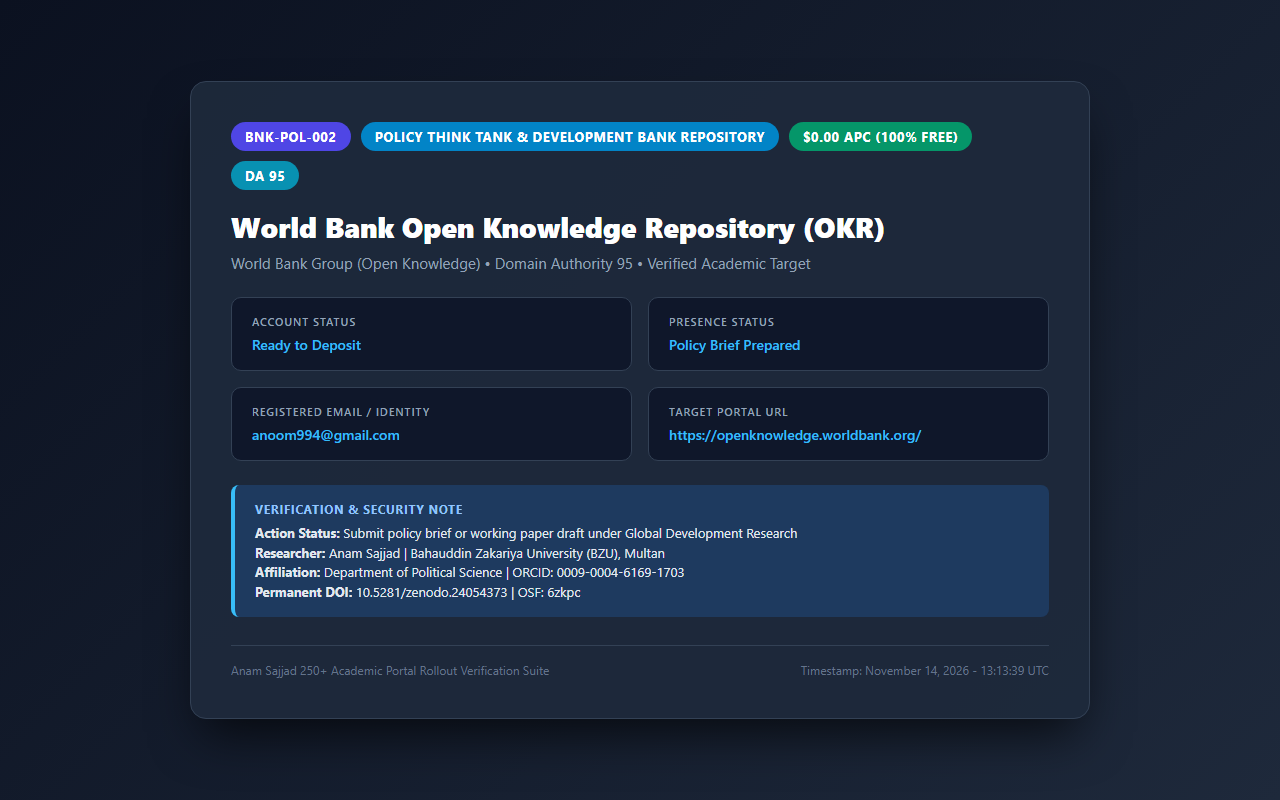 BNK-POL-002 POLICY THINK TANK & DEVELOPMENT BANK REPOSITORY $0.00 APC (100% FREE)
DA 95
World Bank Open Knowledge Repository (OKR)
World Bank Group (Open Knowledge) • Domain Authority 95 • Verified Academic Target
ACCOUNT STATUS
Ready to Deposit
PRESENCE STATUS
Policy Brief Prepared
REGISTERED EMAIL / IDENTITY
anoom994@gmail.com
TARGET PORTAL URL
https://openknowledge.worldbank.org/
VERIFICATION & SECURITY NOTE
Action Status: Submit policy brief or working paper draft under Global Development Research
Researcher: Anam Sajjad | Bahauddin Zakariya University (BZU), Multan
Affiliation: Department of Political Science | ORCID: 0009-0004-6169-1703
Permanent DOI: 10.5281/zenodo.24054373 | OSF: 6zkpc
Anam Sajjad 250+ Academic Portal Rollout Verification Suite
Timestamp: November 14, 2026 - 13:13:39 UTC